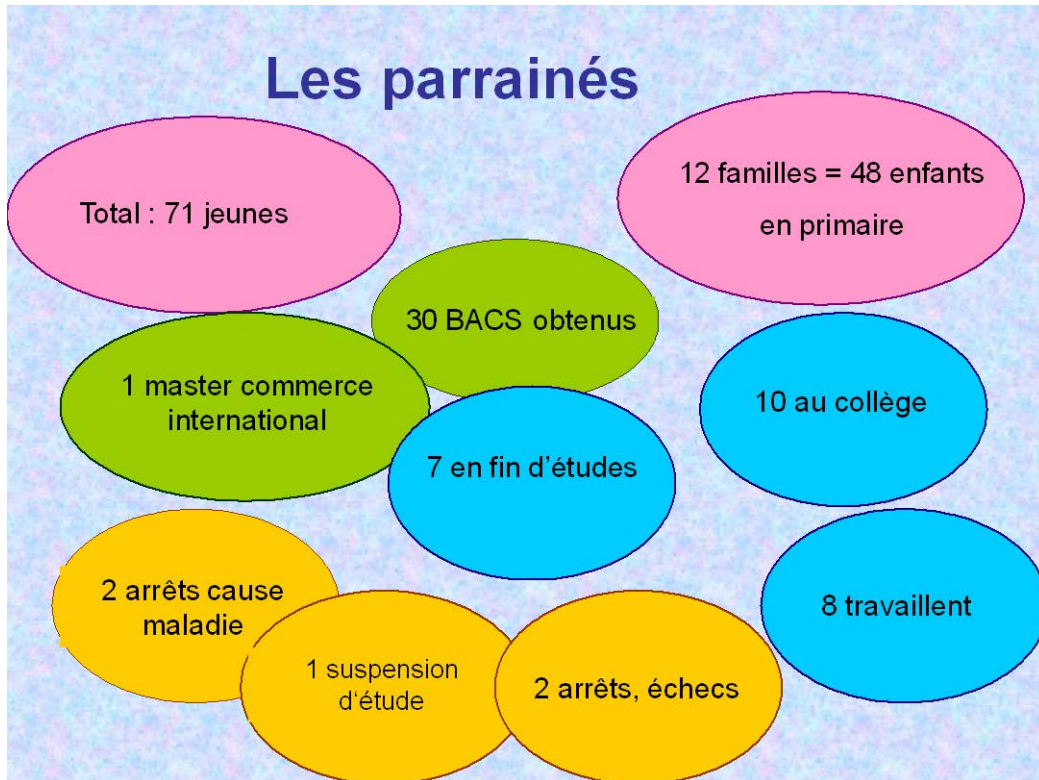 Les parrainés
Total : 71 jeunes
12 familles = 48 enfants
en primaire
30 BACS obtenus
1 master commerce
international
10 au collège
7 en fin d'études
2 arrêts cause
maladie
8 travaillent
1 suspension
d'étude
2 arrêts, échecs